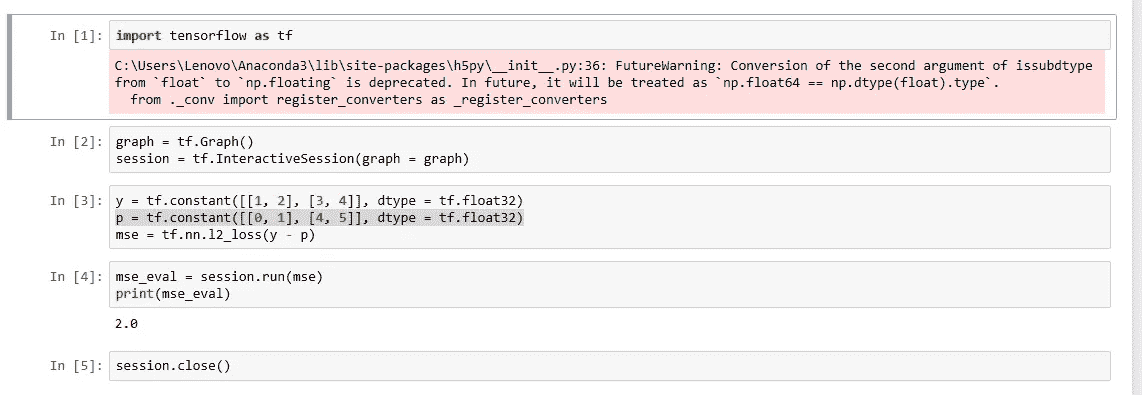 In [1]: import tensorflow as tf
C:\Users\Lenovo\Anaconda3\lib\site-packages\h5py\__init__.py:36: FutureWarning: Conversion of the second argument of issubdtype
from `float` to `np.floating` is deprecated. In future, it will be treated as `np.float64 == np.dtype(float).type`.
  from ._conv import register_converters as _register_converters
In [2]: graph = tf.Graph()
session = tf.InteractiveSession(graph = graph)
In [3]: y = tf.constant([[1, 2], [3, 4]], dtype = tf.float32)
p = tf.constant([[0, 1], [4, 5]], dtype = tf.float32)
mse = tf.nn.l2_loss(y - p)
In [4]: mse_eval = session.run(mse)
print(mse_eval)
2.0
In [5]: session.close()